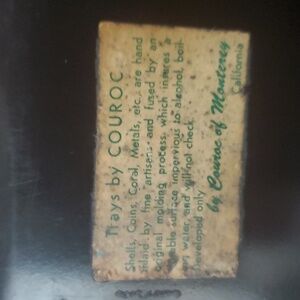 Trays by COUROC
Shells, Coins, Coral, Metals, etc. are hand
inlaid by fine artisans and fused by an
original molding process which insures a
surface impervious to alcohol, boil-
water, and will not check.
Developed only
by Couroc of Monterey
California